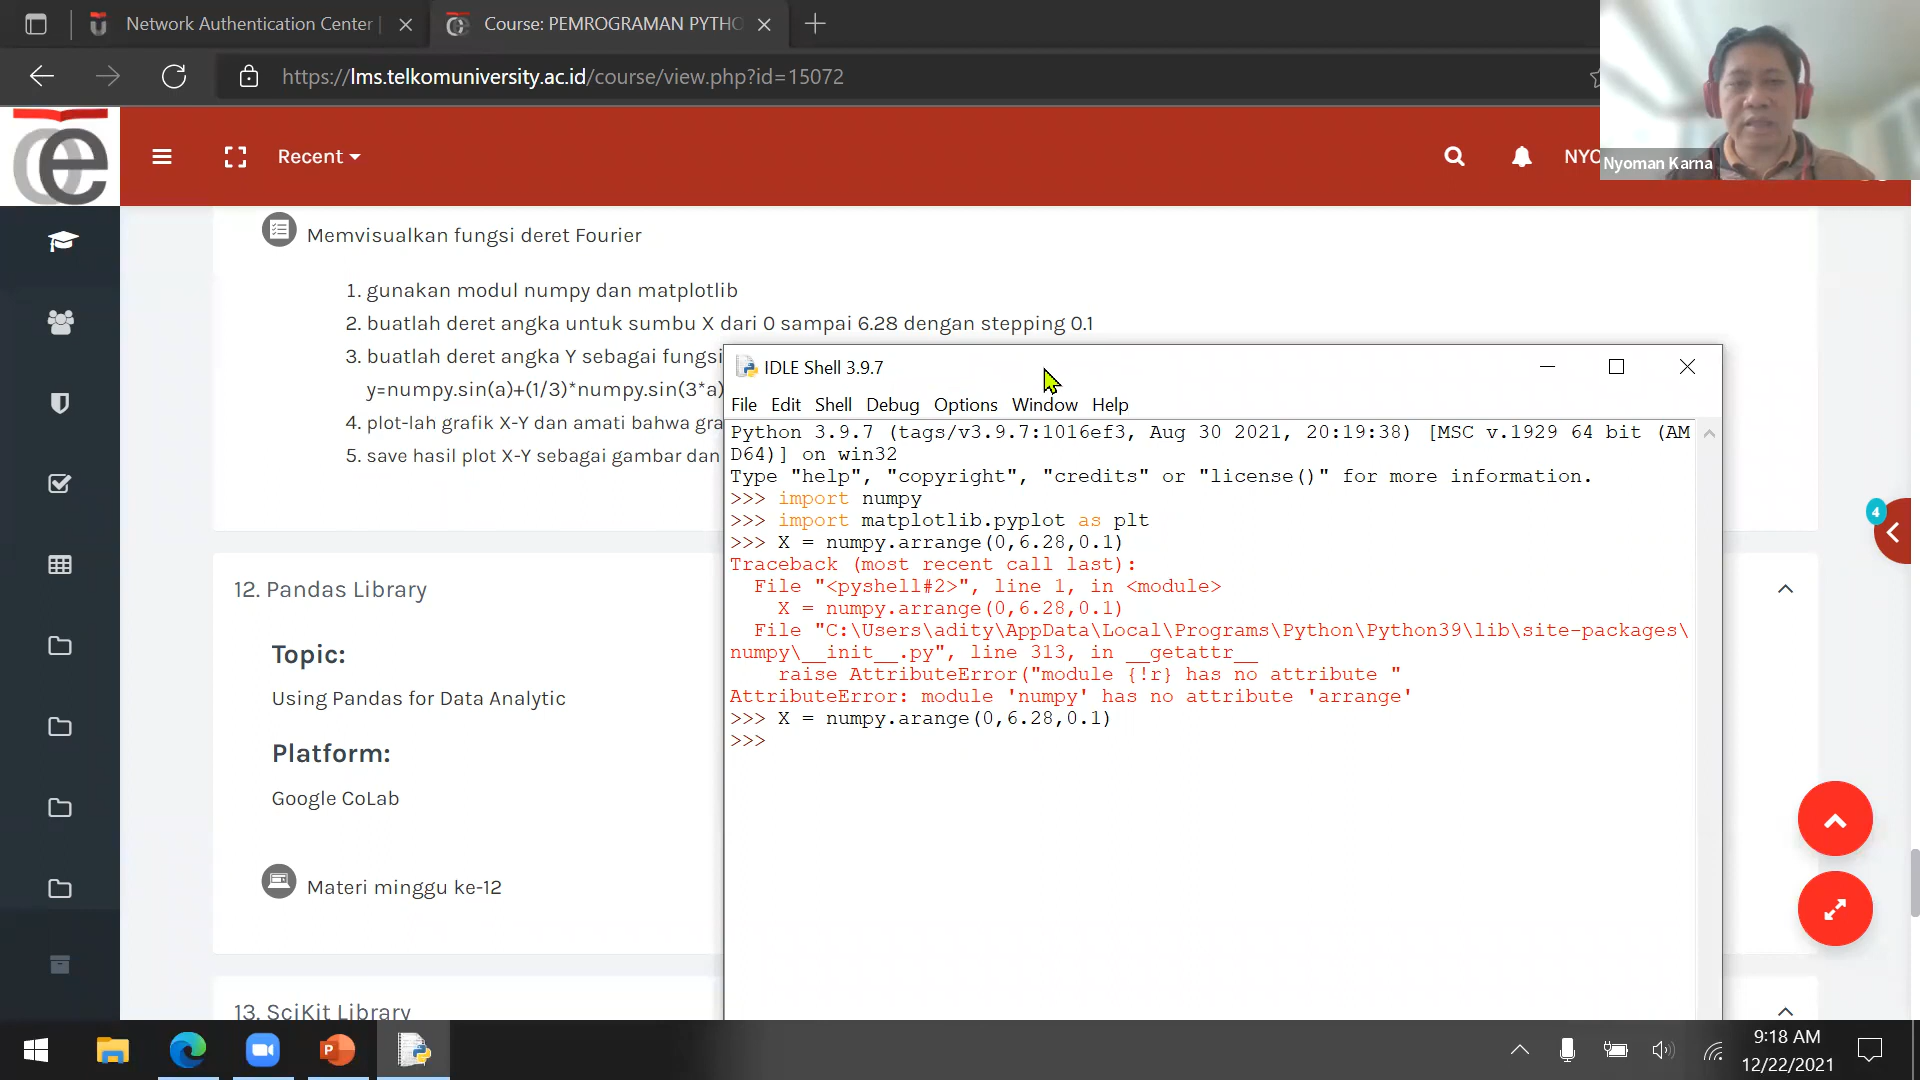 Network Authentication Center |
Course: PEMROGRAMAN PYTHO
https://lms.telkomuniversity.ac.id/course/view.php?id=15072
Recent
NYO
Nyoman Karna
Memvisualkan fungsi deret Fourier
1. gunakan modul numpy dan matplotlib
2. buatlah deret angka untuk sumbu X dari 0 sampai 6.28 dengan stepping 0.1
3. buatlah deret angka Y sebagai fungsi
y=numpy.sin(a)+(1/3)*numpy.sin(3*a)
4. plot-lah grafik X-Y dan amati bahwa gra
5. save hasil plot X-Y sebagai gambar dan
IDLE Shell 3.9.7
File Edit Shell Debug Options Window Help
Python 3.9.7 (tags/v3.9.7:1016ef3, Aug 30 2021, 20:19:38) [MSC v.1929 64 bit (AM
D64)] on win32
Type "help", "copyright", "credits" or "license()" for more information.
>>> import numpy
>>> import matplotlib.pyplot as plt
>>> X = numpy.arrange(0,6.28,0.1)
Traceback (most recent call last):
File "<pyshell#2>", line 1, in <module>
X = numpy.arrange(0,6.28,0.1)
File "C:\Users\adity\AppData\Local\Programs\Python\Python39\lib\site-packages\
numpy\__init__.py", line 313, in __getattr__
raise AttributeError("module {!r} has no attribute "
AttributeError: module 'numpy' has no attribute 'arrange'
>>> X = numpy.arange(0,6.28,0.1)
>>>
4
12. Pandas Library
Topic:
Using Pandas for Data Analytic
Platform:
Google CoLab
Materi minggu ke-12
13. SciKit Library
9:18 AM
12/22/2021